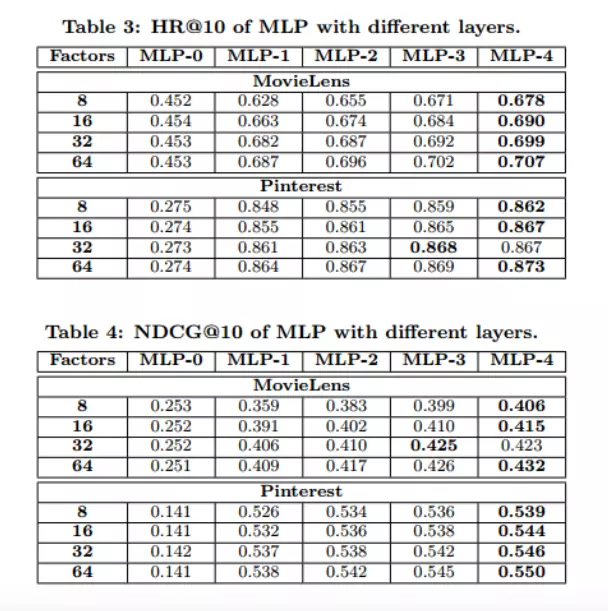 Table 3: HR@10 of MLP with different layers.
Factors MLP-0 MLP-1 MLP-2 MLP-3 MLP-4
MovieLens
8 0.452 0.628 0.655 0.671 0.678
16 0.454 0.663 0.674 0.684 0.690
32 0.453 0.682 0.687 0.692 0.699
64 0.453 0.687 0.696 0.702 0.707
Pinterest
8 0.275 0.848 0.855 0.859 0.862
16 0.274 0.855 0.861 0.865 0.867
32 0.273 0.861 0.863 0.868 0.867
64 0.274 0.864 0.867 0.869 0.873
Table 4: NDCG@10 of MLP with different layers.
Factors MLP-0 MLP-1 MLP-2 MLP-3 MLP-4
MovieLens
8 0.253 0.359 0.383 0.399 0.406
16 0.252 0.391 0.402 0.410 0.415
32 0.252 0.406 0.410 0.425 0.423
64 0.251 0.409 0.417 0.426 0.432
Pinterest
8 0.141 0.526 0.534 0.536 0.539
16 0.141 0.532 0.536 0.538 0.544
32 0.142 0.537 0.538 0.542 0.546
64 0.141 0.538 0.542 0.545 0.550